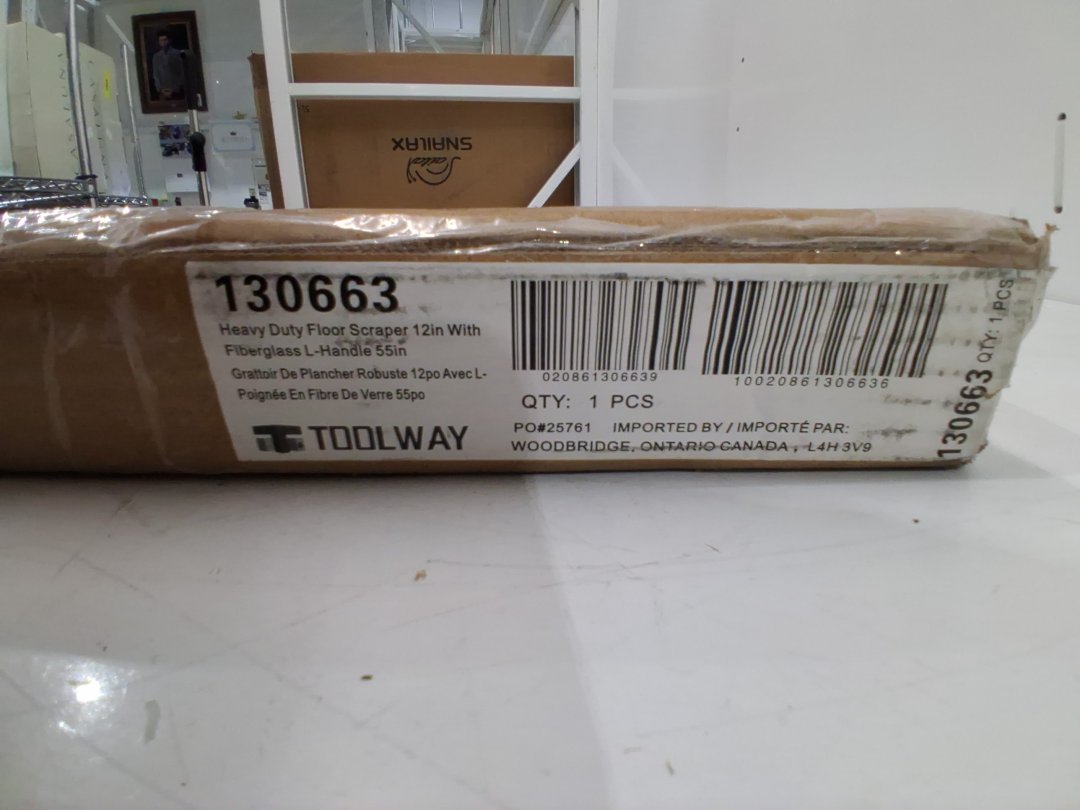 SNAILAX
130663
Heavy Duty Floor Scraper 12in With
Fiberglass L-Handle 55in
Grattoir De Plancher Robuste 12po Avec L-
Poignée En Fibre De Verre 55po
TOOLWAY
020861306639
10020861306636
QTY: 1 PCS
PO#25761 IMPORTED BY / IMPORTÉ PAR:
WOODBRIDGE, ONTARIO CANADA, L4H 3V9
130663 QTY: 1 PCS